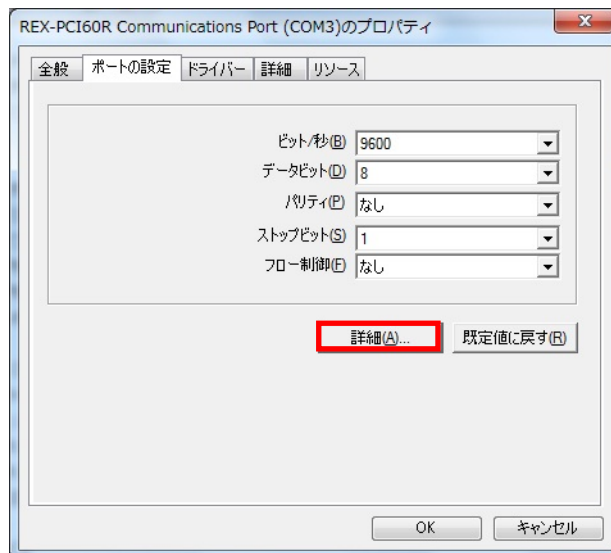 REX-PCI60R Communications Port (COM3)のプロパティ
全般 ポートの設定 ドライバー 詳細 リソース
ビット/秒(B) 9600
データビット(D) 8
パリティ(P) なし
ストップビット(S) 1
フロー制御(F) なし
詳細(A)... 既定値に戻す(R)
OK キャンセル